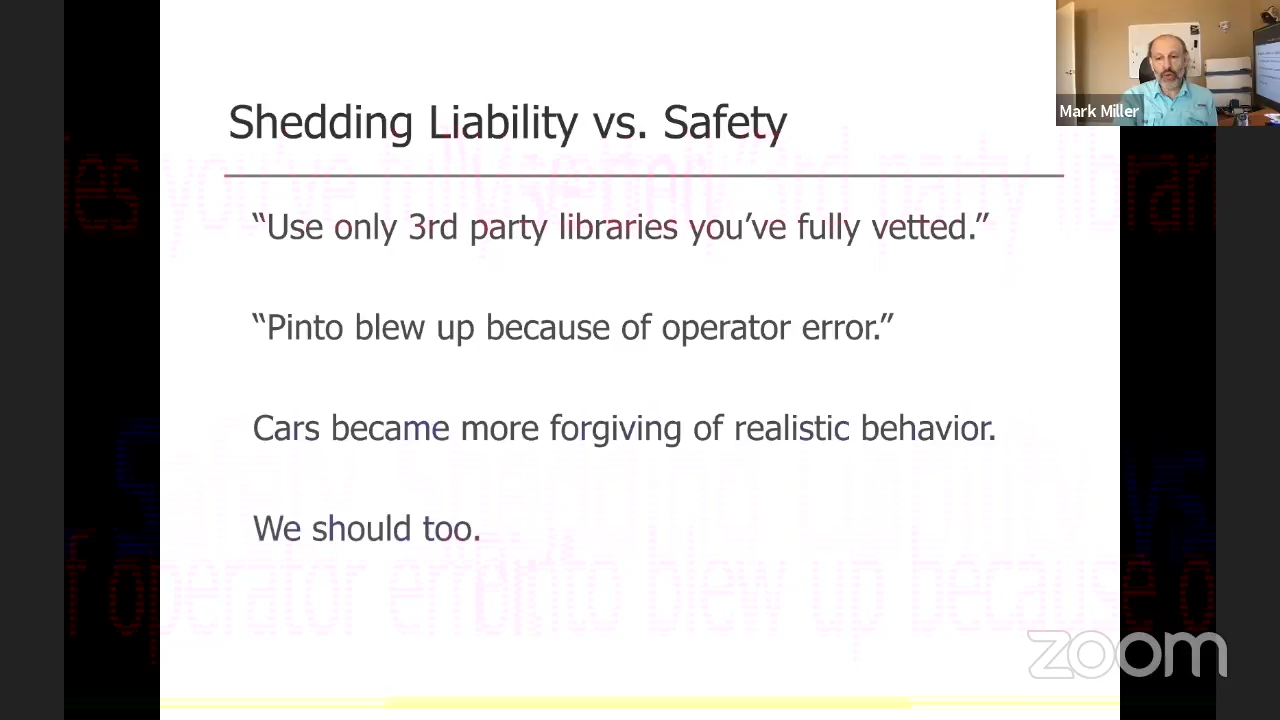 Shedding Liability vs. Safety
“Use only 3rd party libraries you’ve fully vetted.”
“Pinto blew up because of operator error.”
Cars became more forgiving of realistic behavior.
We should too.
Mark Miller
zoom